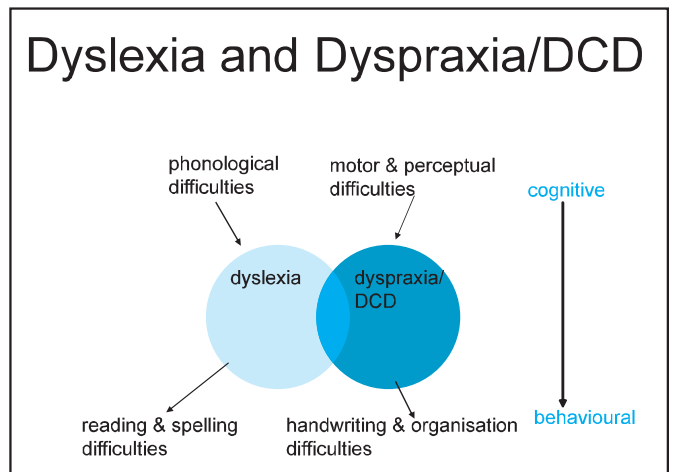 Dyslexia and Dyspraxia/DCD
phonological
difficulties
motor & perceptual
difficulties
cognitive
dyslexia
dyspraxia/
DCD
reading & spelling
difficulties
handwriting & organisation
difficulties
behavioural